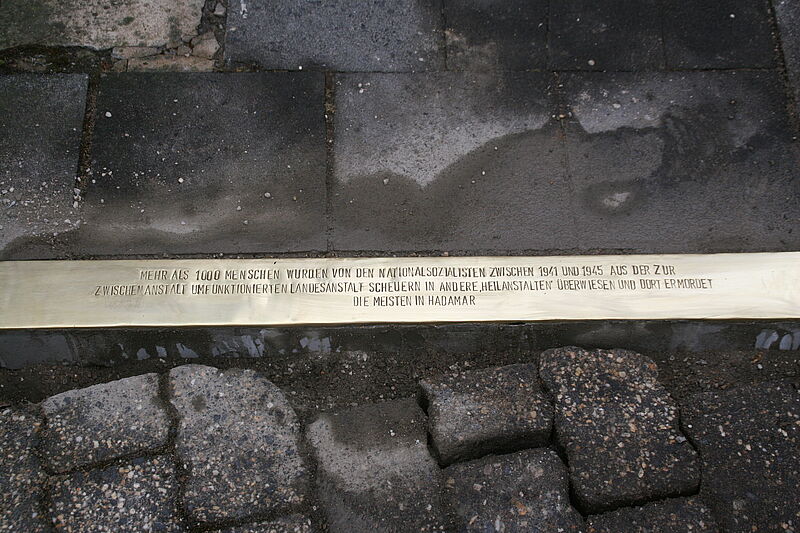 MEHR ALS 1000 MENSCHEN WURDEN VON DEN NATIONALSOZIALISTEN ZWISCHEN 1941 UND 1945 AUS DER ZUR
ZWISCHENANSTALT UMFUNKTIONIERTEN LANDESANSTALT SCHEUERN IN ANDERE ‚HEILANSTALTEN‘ ÜBERWIESEN UND DORT ERMORDET
DIE MEISTEN IN HADAMAR